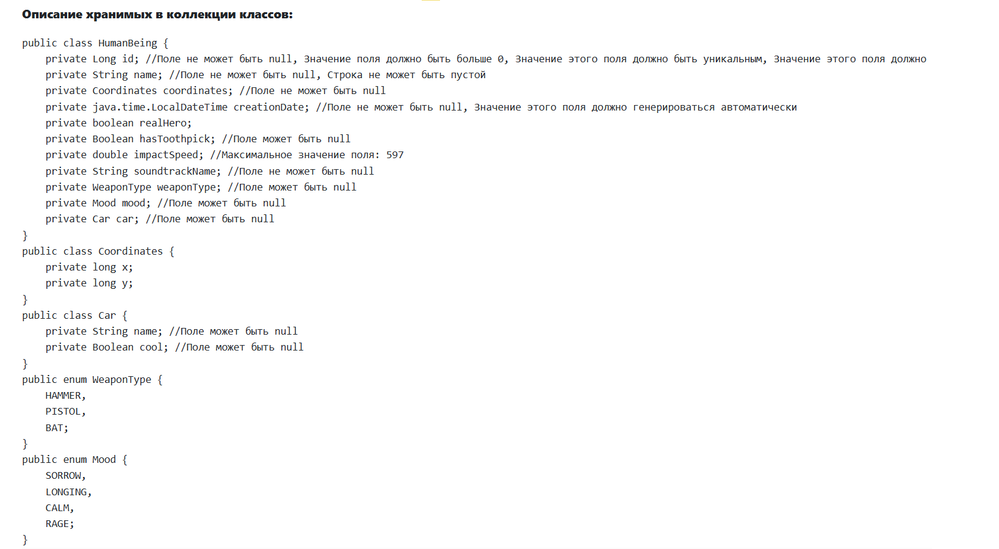 Описание хранимых в коллекции классов:
public class HumanBeing {
    private Long id; //Поле не может быть null, Значение поля должно быть больше 0, Значение этого поля должно быть уникальным, Значение этого поля должно
    private String name; //Поле не может быть null, Строка не может быть пустой
    private Coordinates coordinates; //Поле не может быть null
    private java.time.LocalDateTime creationDate; //Поле не может быть null, Значение этого поля должно генерироваться автоматически
    private boolean realHero;
    private Boolean hasToothpick; //Поле может быть null
    private double impactSpeed; //Максимальное значение поля: 597
    private String soundtrackName; //Поле не может быть null
    private WeaponType weaponType; //Поле может быть null
    private Mood mood; //Поле может быть null
    private Car car; //Поле может быть null
}
public class Coordinates {
    private long x;
    private long y;
}
public class Car {
    private String name; //Поле может быть null
    private Boolean cool; //Поле может быть null
}
public enum WeaponType {
    HAMMER,
    PISTOL,
    BAT;
}
public enum Mood {
    SORROW,
    LONGING,
    CALM,
    RAGE;
}